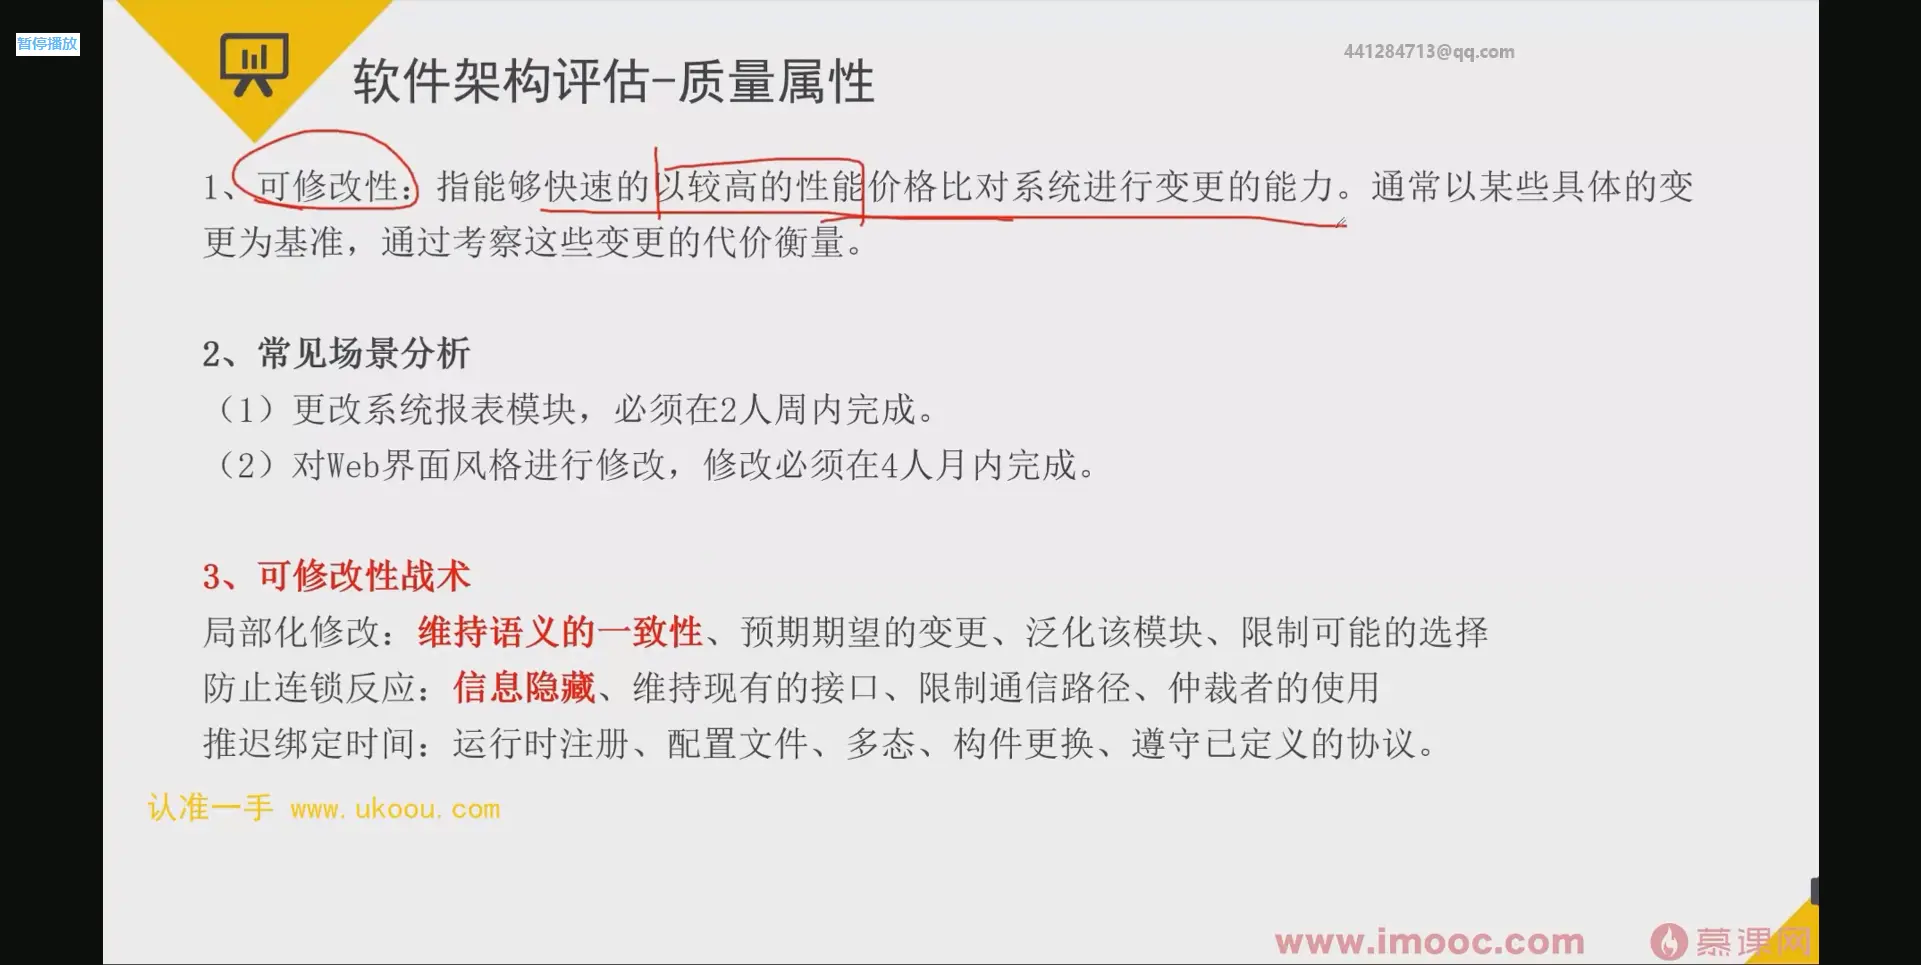 暂停播放
441284713@qq.com
软件架构评估-质量属性
1、可修改性：指能够快速的以较高的性能价格比对系统进行变更的能力。通常以某些具体的变
更为基准，通过考察这些变更的代价衡量。
2、常见场景分析
（1）更改系统报表模块，必须在2人周内完成。
（2）对Web界面风格进行修改，修改必须在4人月内完成。
3、可修改性战术
局部化修改：维持语义的一致性、预期期望的变更、泛化该模块、限制可能的选择
防止连锁反应：信息隐藏、维持现有的接口、限制通信路径、仲裁者的使用
推迟绑定时间：运行时注册、配置文件、多态、构件更换、遵守已定义的协议。
认准一手 www.ukoou.com
www.imooc.com 慕课网